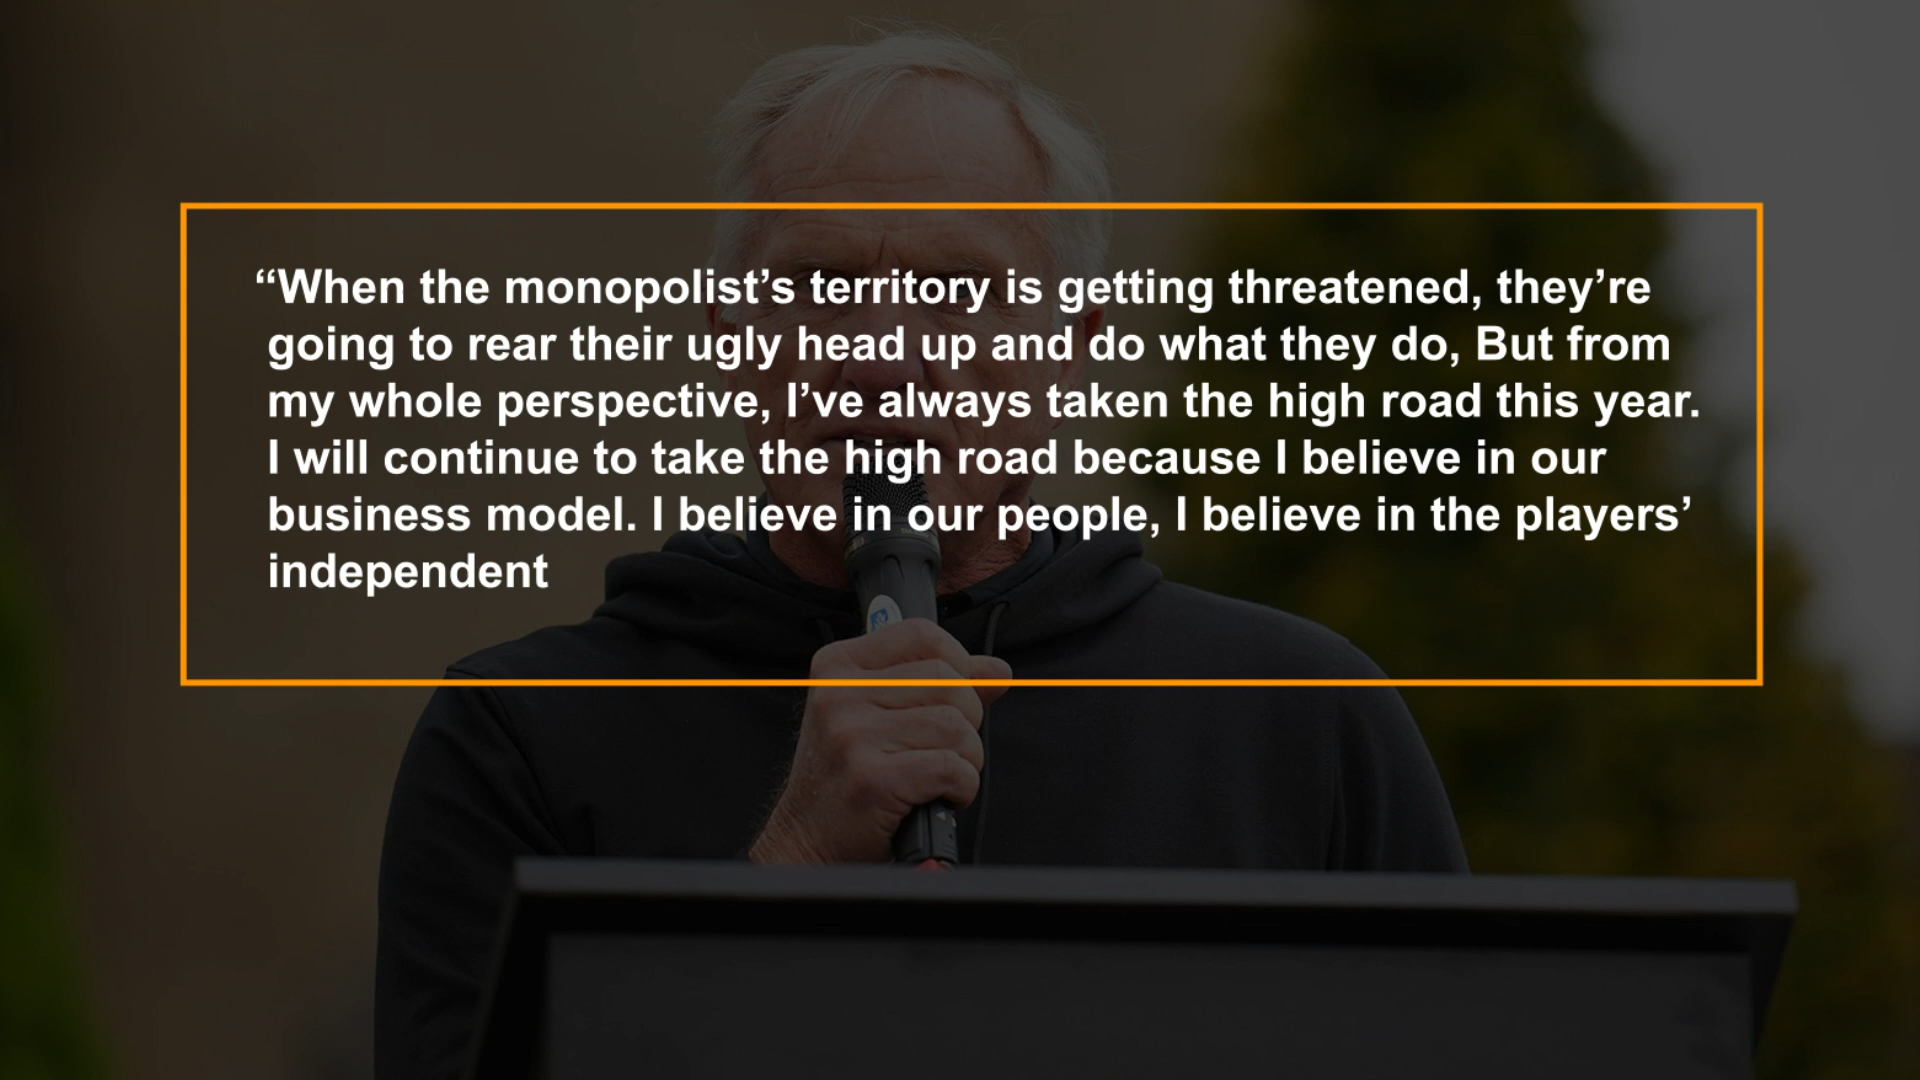 “When the monopolist’s territory is getting threatened, they’re
going to rear their ugly head up and do what they do, But from
my whole perspective, I’ve always taken the high road this year.
I will continue to take the high road because I believe in our
business model. I believe in our people, I believe in the players’
independent